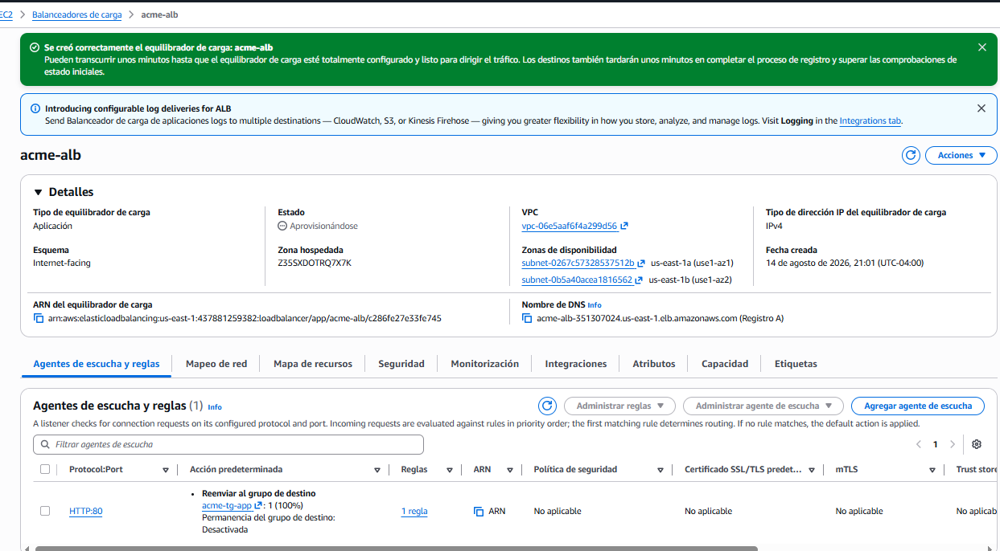 EC2 > Balanceadores de carga > acme-alb
Se creó correctamente el equilibrador de carga: acme-alb
Pueden transcurrir unos minutos hasta que el equilibrador de carga esté totalmente configurado y listo para dirigir el tráfico. Los destinos también tardarán unos minutos en completar el proceso de registro y superar las comprobaciones de
estado iniciales.
Introducing configurable log deliveries for ALB
Send Balanceador de carga de aplicaciones logs to multiple destinations — CloudWatch, S3, or Kinesis Firehose — giving you greater flexibility in how you store, analyze, and manage logs. Visit Logging in the Integrations tab.
acme-alb
Acciones
Detalles
Tipo de equilibrador de carga
Aplicación
Estado
Aprovisionándose
VPC
vpc-06e5aaf6f4a299d56
Tipo de dirección IP del equilibrador de carga
IPv4
Esquema
Internet-facing
Zona hospedada
Z35SXDOTRQ7X7K
Zonas de disponibilidad
subnet-0267c57328537512b us-east-1a (use1-az1)
subnet-0b5a40acea1816562 us-east-1b (use1-az2)
Fecha creada
14 de agosto de 2026, 21:01 (UTC-04:00)
ARN del equilibrador de carga
arn:aws:elasticloadbalancing:us-east-1:437881259382:loadbalancer/app/acme-alb/c286fe27e33fe745
Nombre de DNS Info
acme-alb-351307024.us-east-1.elb.amazonaws.com (Registro A)
Agentes de escucha y reglas Mapeo de red Mapa de recursos Seguridad Monitorización Integraciones Atributos Capacidad Etiquetas
Agentes de escucha y reglas (1) Info
Administrar reglas Administrar agente de escucha Agregar agente de escucha
A listener checks for connection requests on its configured protocol and port. Incoming requests are evaluated against rules in priority order; the first matching rule determines routing. If no rule matches, the default action is applied.
Filtrar agentes de escucha
1
Protocol:Port Acción predeterminada Reglas ARN Política de seguridad Certificado SSL/TLS predet... mTLS Trust store
HTTP:80
• Reenviar al grupo de destino
acme-tg-app : 1 (100%)
Permanencia del grupo de destino:
Desactivada
1 regla
ARN
No aplicable
No aplicable
No aplicable
No aplicab